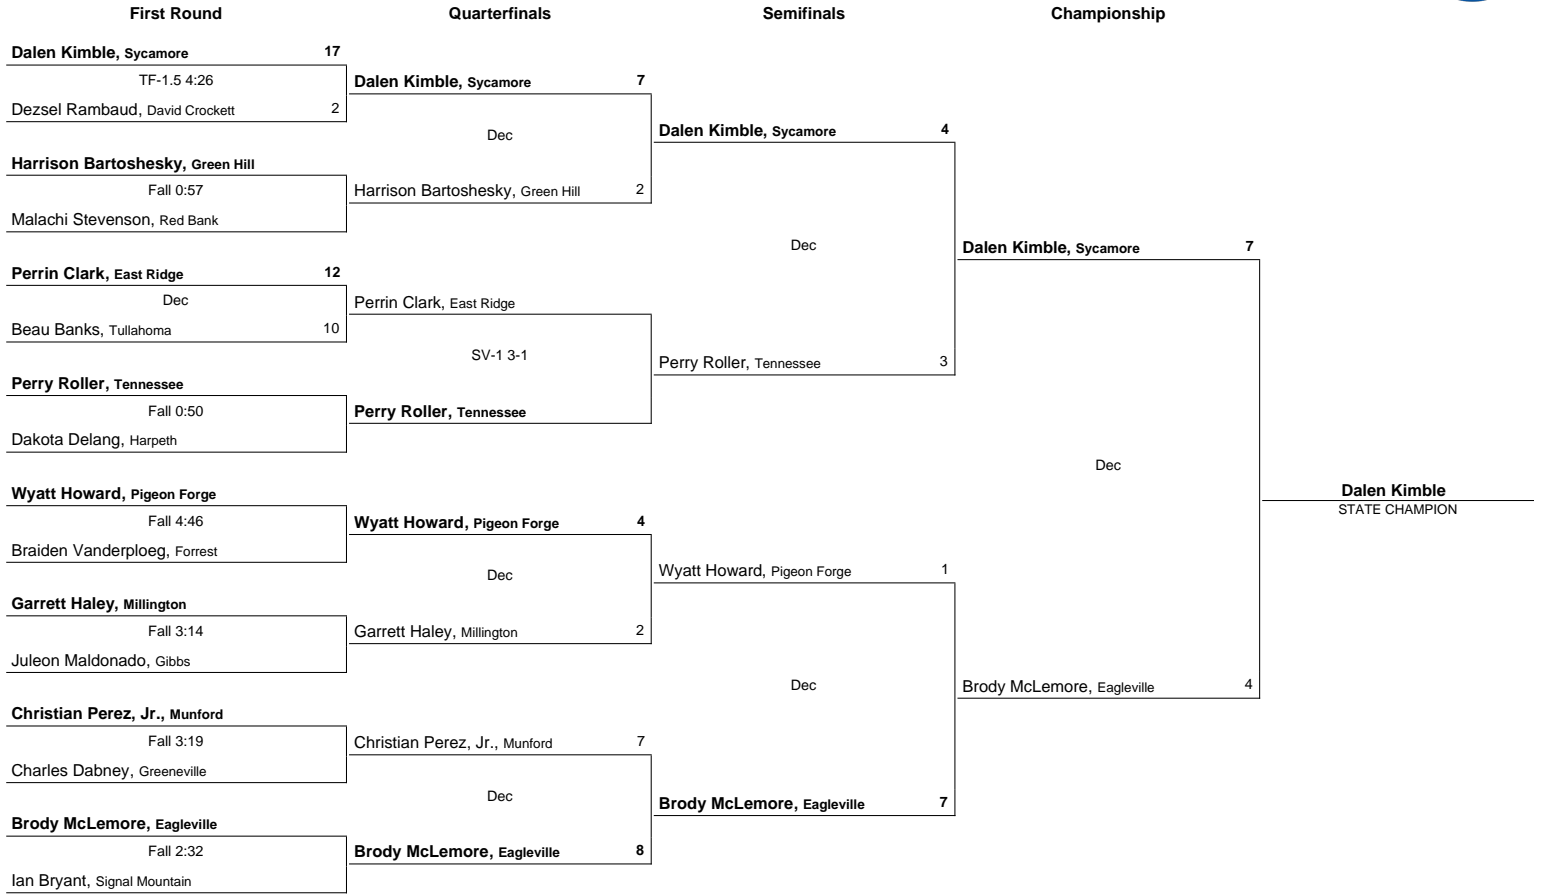 First Round Quarterfinals Semifinals Championship
Dalen Kimble, Sycamore 17
TF-1.5 4:26
Dezsel Rambaud, David Crockett 2
Harrison Bartoshesky, Green Hill
Fall 0:57
Malachi Stevenson, Red Bank
Perrin Clark, East Ridge 12
Dec
Beau Banks, Tullahoma 10
Perry Roller, Tennessee
Fall 0:50
Dakota Delang, Harpeth
Wyatt Howard, Pigeon Forge
Fall 4:46
Braiden Vanderploeg, Forrest
Garrett Haley, Millington
Fall 3:14
Juleon Maldonado, Gibbs
Christian Perez, Jr., Munford
Fall 3:19
Charles Dabney, Greeneville
Brody McLemore, Eagleville
Fall 2:32
Ian Bryant, Signal Mountain
Dalen Kimble, Sycamore 7
Dec
Harrison Bartoshesky, Green Hill 2
Perrin Clark, East Ridge
SV-1 3-1
Perry Roller, Tennessee
Wyatt Howard, Pigeon Forge 4
Dec
Garrett Haley, Millington 2
Christian Perez, Jr., Munford 7
Dec
Brody McLemore, Eagleville 8
Dalen Kimble, Sycamore 4
Dec
Perry Roller, Tennessee 3
Wyatt Howard, Pigeon Forge 1
Dec
Brody McLemore, Eagleville 7
Dalen Kimble, Sycamore 7
Dec
Brody McLemore, Eagleville 4
Dalen Kimble
STATE CHAMPION